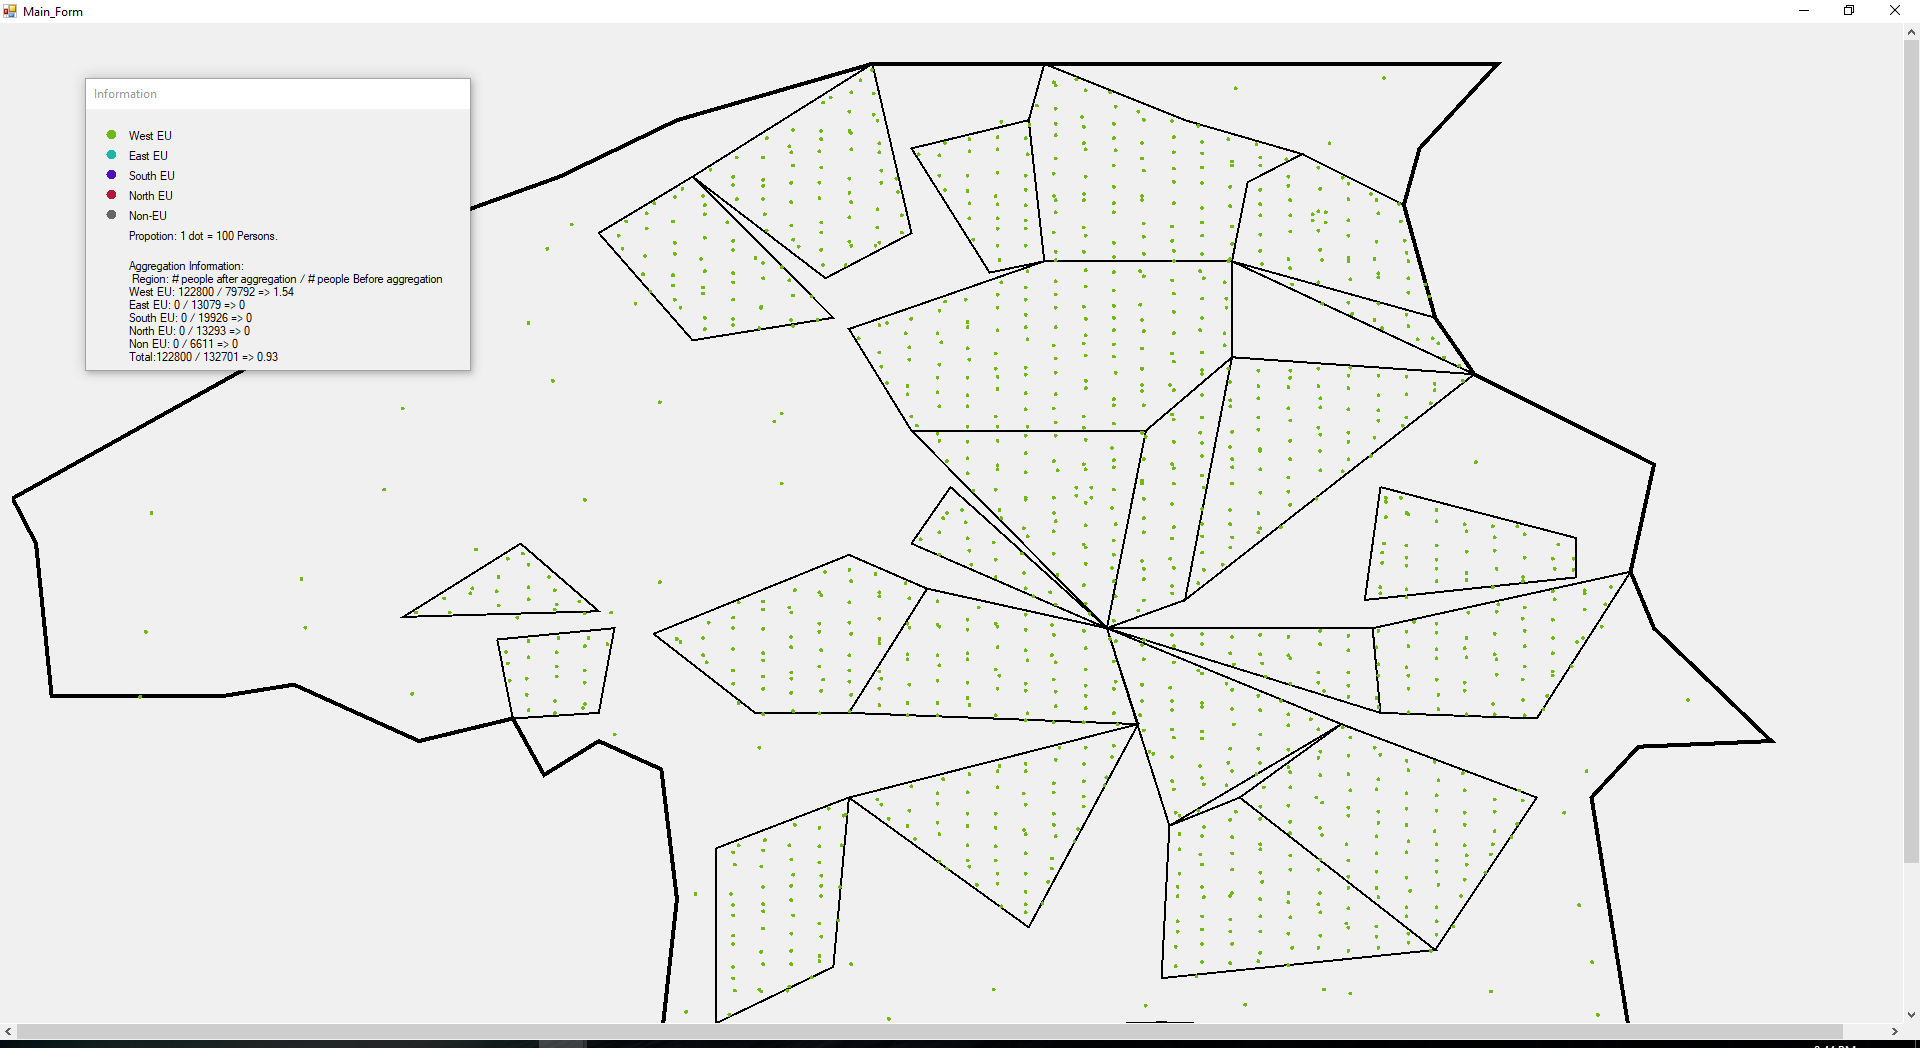 Main_Form
Information
West EU
East EU
South EU
North EU
Non-EU
Propotion: 1 dot = 100 Persons.
Aggregation Information:
Region: # people after aggregation / # people Before aggregation
West EU: 122800 / 79792 => 1.54
East EU: 0 / 13079 => 0
South EU: 0 / 19926 => 0
North EU: 0 / 13293 => 0
Non EU: 0 / 6611 => 0
Total:122800 / 132701 => 0.93